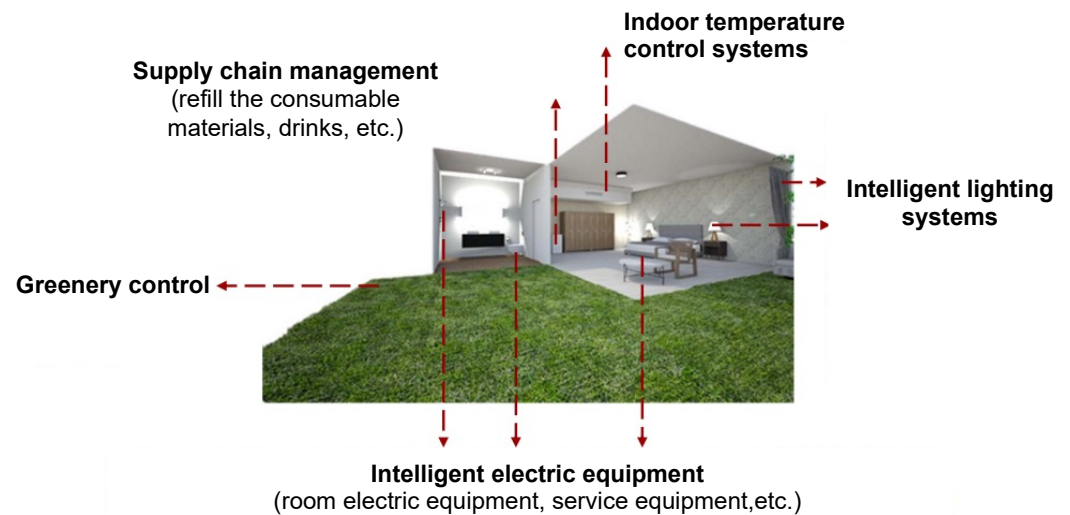 Indoor temperature
control systems
Supply chain management
(refill the consumable
materials, drinks, etc.)
Intelligent lighting
systems
Greenery control
Intelligent electric equipment
(room electric equipment, service equipment,etc.)